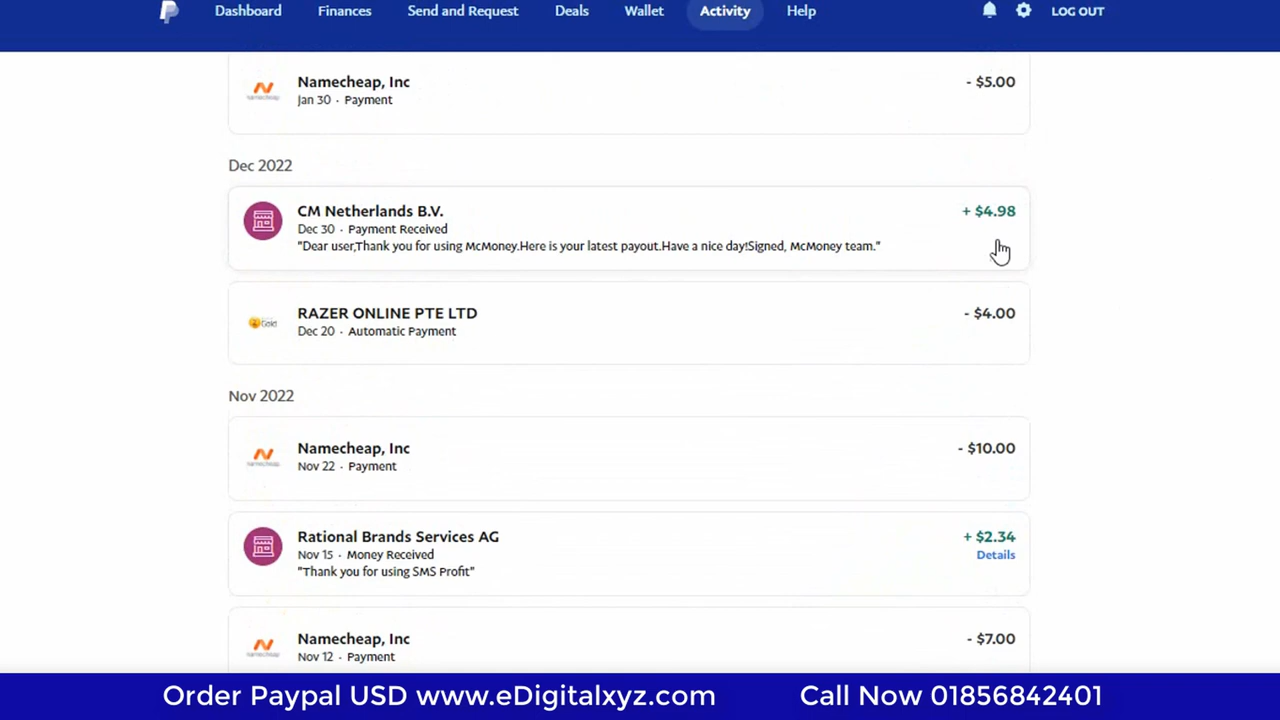 Dashboard Finances Send and Request Deals Wallet Activity Help LOG OUT
Namecheap, Inc - $5.00
namecheap Jan 30 · Payment
Dec 2022
CM Netherlands B.V. + $4.98
Dec 30 · Payment Received
"Dear user,Thank you for using McMoney.Here is your latest payout.Have a nice day!Signed, McMoney team."
RAZER ONLINE PTE LTD - $4.00
Gold Dec 20 · Automatic Payment
Nov 2022
Namecheap, Inc - $10.00
namecheap Nov 22 · Payment
Rational Brands Services AG + $2.34
Nov 15 · Money Received Details
"Thank you for using SMS Profit"
Namecheap, Inc - $7.00
namecheap Nov 12 · Payment
Order Paypal USD www.eDigitalxyz.com Call Now 01856842401